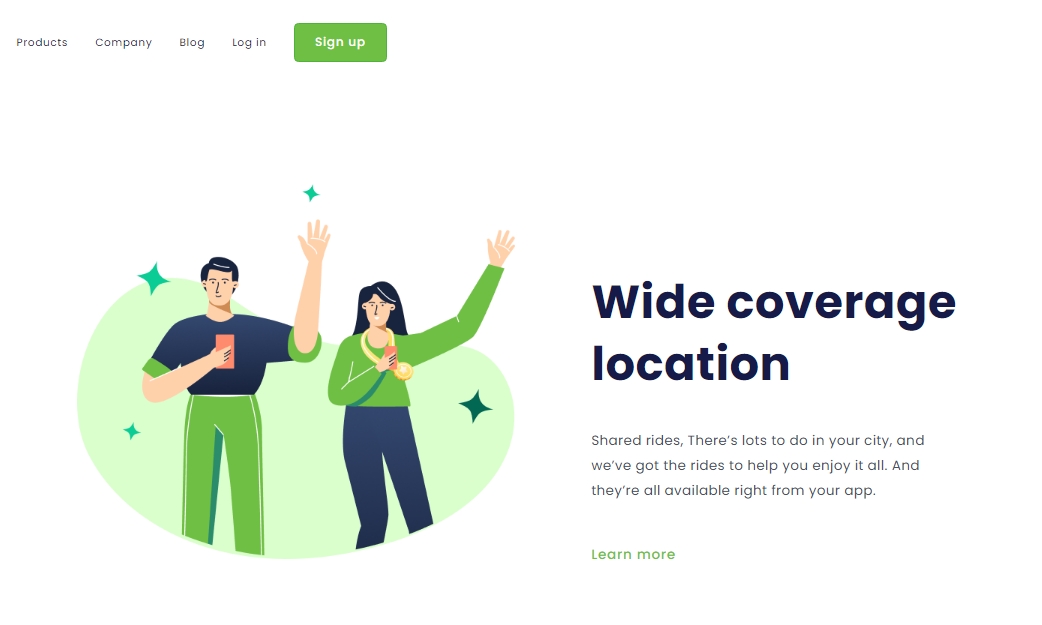 Products Company Blog Log in Sign up
Wide coverage
location
Shared rides, There's lots to do in your city, and
we've got the rides to help you enjoy it all. And
they're all available right from your app.
Learn more